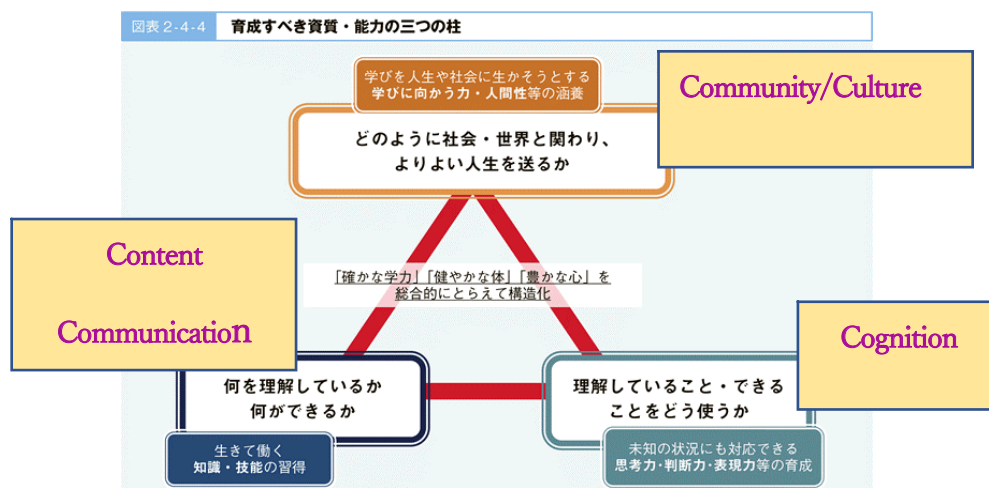 図表 2-4-4 育成すべき資質・能力の三つの柱
学びを人生や社会に生かそうとする
学びに向かう力・人間性等の涵養
Community/Culture
どのように社会・世界と関わり、
よりよい人生を送るか
Content
Communication
「確かな学力」「健やかな体」「豊かな心」を
総合的にとらえて構造化
Cognition
何を理解しているか
何ができるか
理解していること・できる
ことをどう使うか
生きて働く
知識・技能の習得
未知の状況にも対応できる
思考力・判断力・表現力等の育成